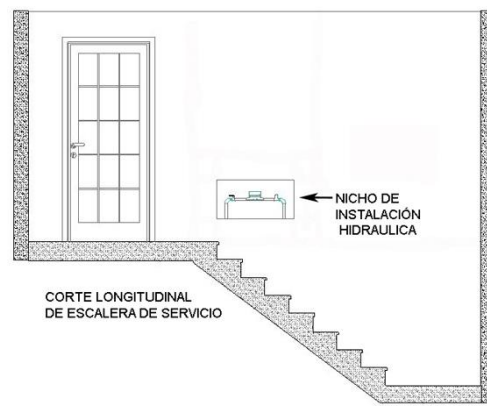 NICHO DE
INSTALACIÓN
HIDRAULICA
CORTE LONGITUDINAL
DE ESCALERA DE SERVICIO